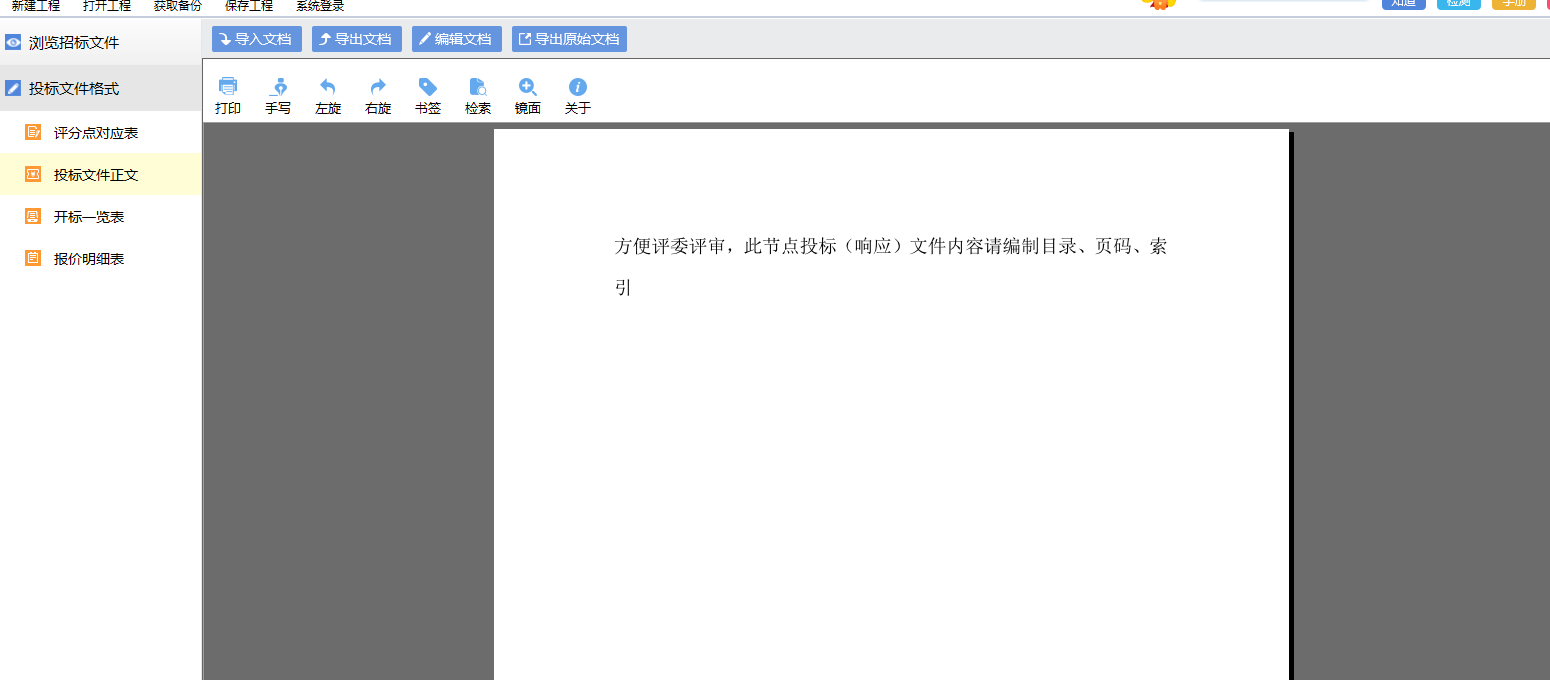 新建工程 打开工程 获取备份 保存工程 系统登录
知道 检测 手册
浏览招标文件
投标文件格式
评分点对应表
投标文件正文
开标一览表
报价明细表
导入文档 导出文档 编辑文档 导出原始文档
打印 手写 左旋 右旋 书签 检索 镜面 关于
方便评委评审，此节点投标（响应）文件内容请编制目录、页码、索
引